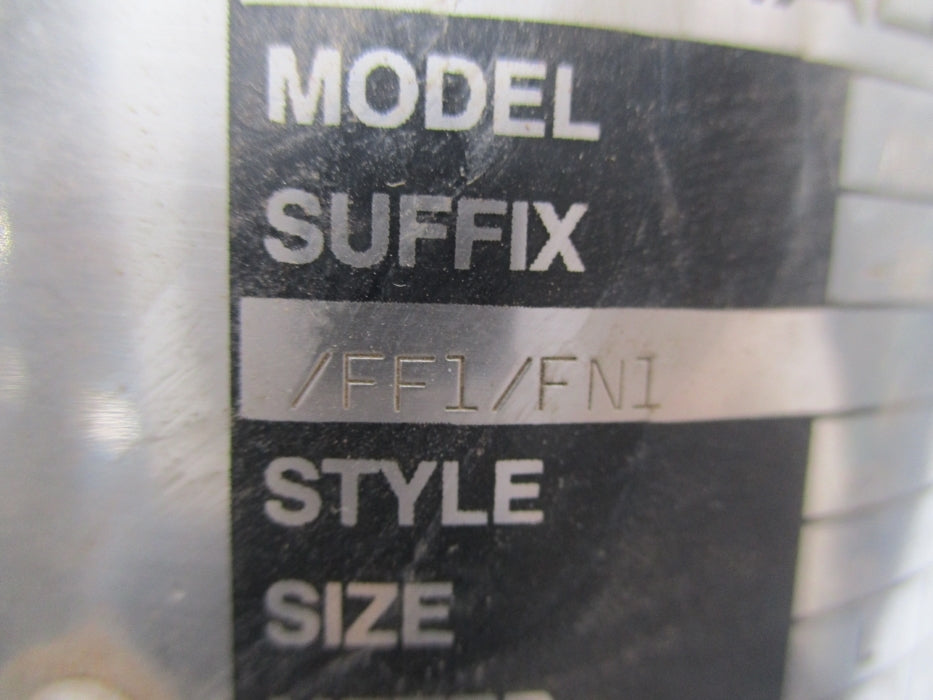 MODEL
SUFFIX
/FF1/FN1
STYLE
SIZE